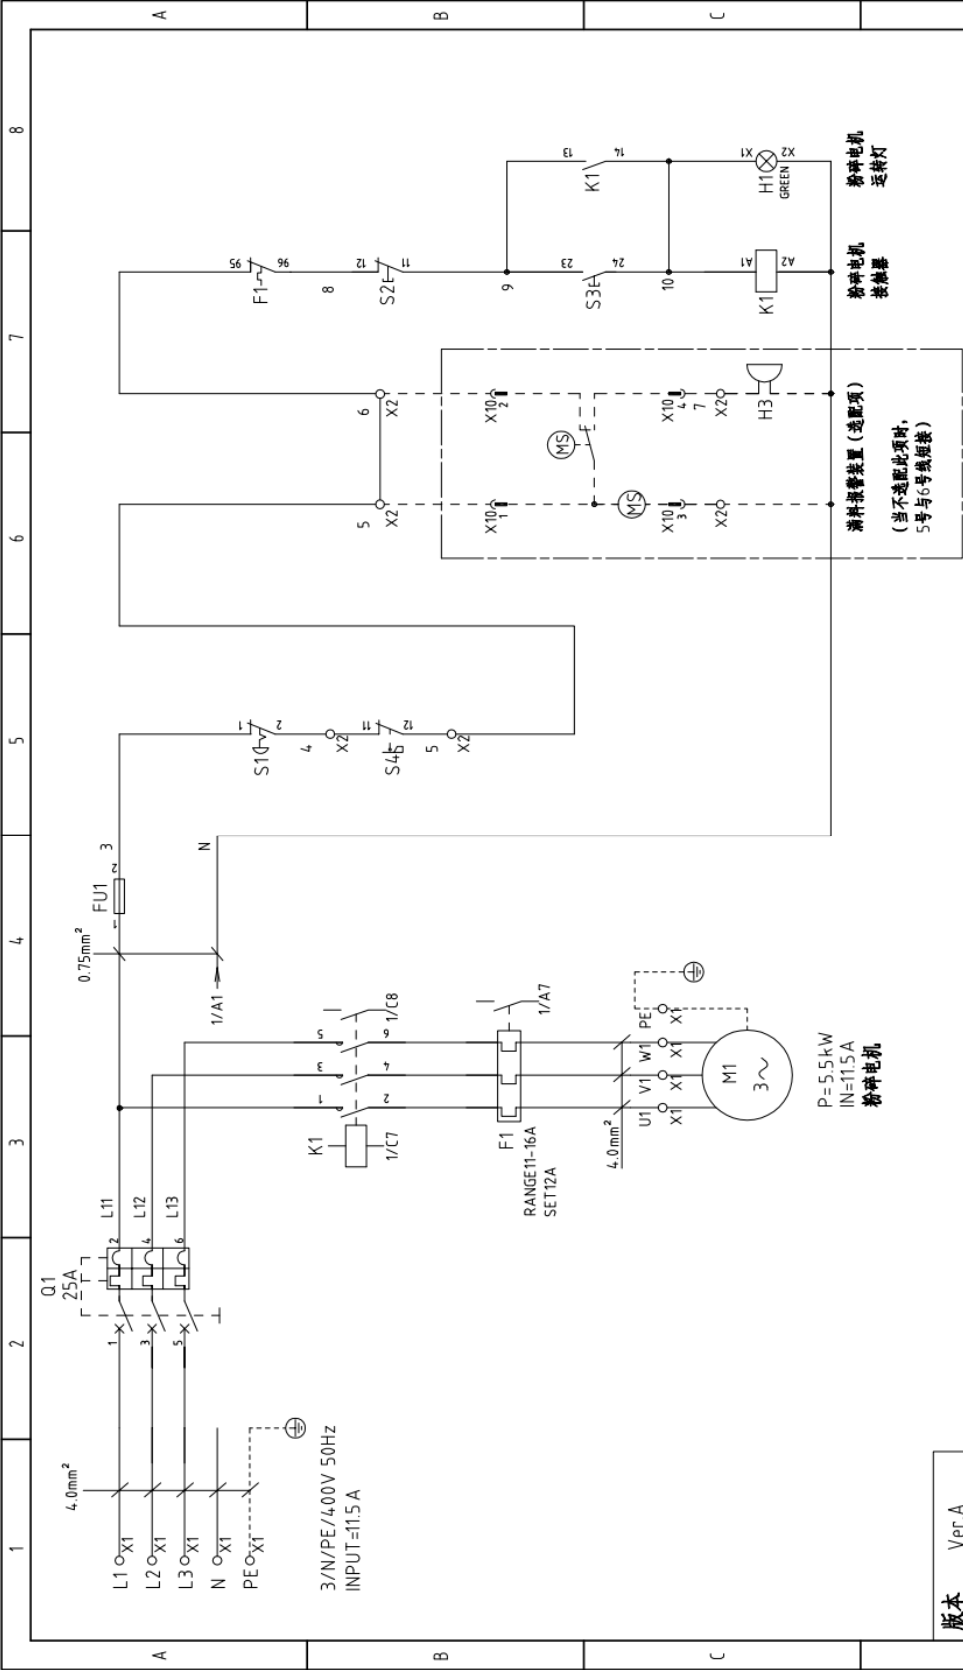 1 2 3 4 5 6 7 8
A
B
C
A
B
C
4.0mm²
L1 X1
L2 X1
L3 X1
N X1
PE X1
3/N/PE/400V 50Hz
INPUT=11.5 A
Q1
25A
1 2
3 4
5 6
L11
L12
L13
0.75mm²
FU1
1 2
3
N
1/A1
K1
1 2
3 4
5 6
1/C7
1/C8
F1
RANGE11-16A
SET12A
1/A7
4.0mm²
U1 V1 W1 PE
X1 X1 X1 X1
M1
3~
P=5.5kW
IN=11.5A
粉碎电机
S1
1 2
4
X2
S4
11 12
5
X2
5
X2
6
X2
X10
1
X10
2
MS
MS
X10
3
X10
4
7
X2
X2
H3
满料报警装置(选配项)
(当不选配此项时,
5号与6号线短接)
F1
95 96
8
S2
12 11
9
S3
23 24
10
K1
A1 A2
粉碎电机
接触器
K1
13 14
H1
GREEN
X1 X2
粉碎电机
运转灯
版本 Ver.A